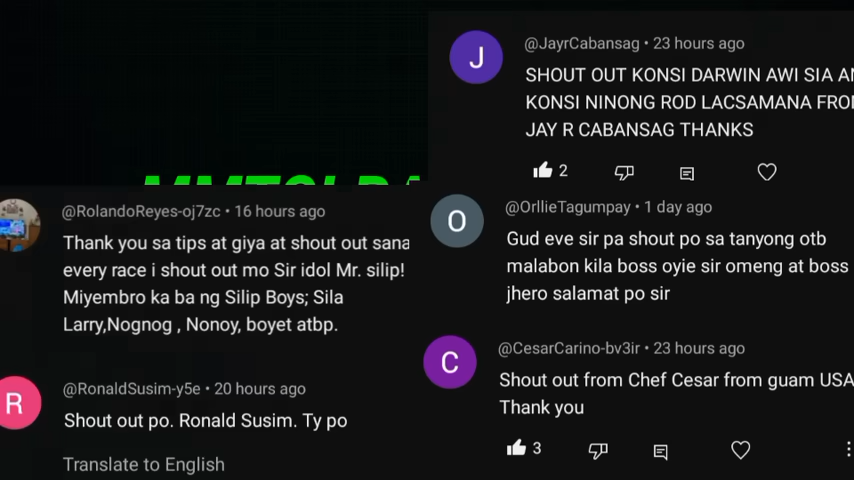 @RolandoReyes-oj7zc • 16 hours ago
Thank you sa tips at giya at shout out sana
every race i shout out mo Sir idol Mr. silip!
Miyembro ka ba ng Silip Boys; Sila
Larry,Nognog , Nonoy, boyet atbp.
R
@RonaldSusim-y5e • 20 hours ago
Shout out po. Ronald Susim. Ty po
Translate to English
J
@JayrCabansag • 23 hours ago
SHOUT OUT KONSI DARWIN AWI SIA
KONSI NINONG ROD LACSAMANA
JAY R CABANSAG THANKS
2
O
@OrllieTagumpay • 1 day ago
Gud eve sir pa shout po sa tanyong otb
malabon kila boss oyie sir omeng at boss
jhero salamat po sir
C
@CesarCarino-bv3ir • 23 hours ago
Shout out from Chef Cesar from guam USA
Thank you
3